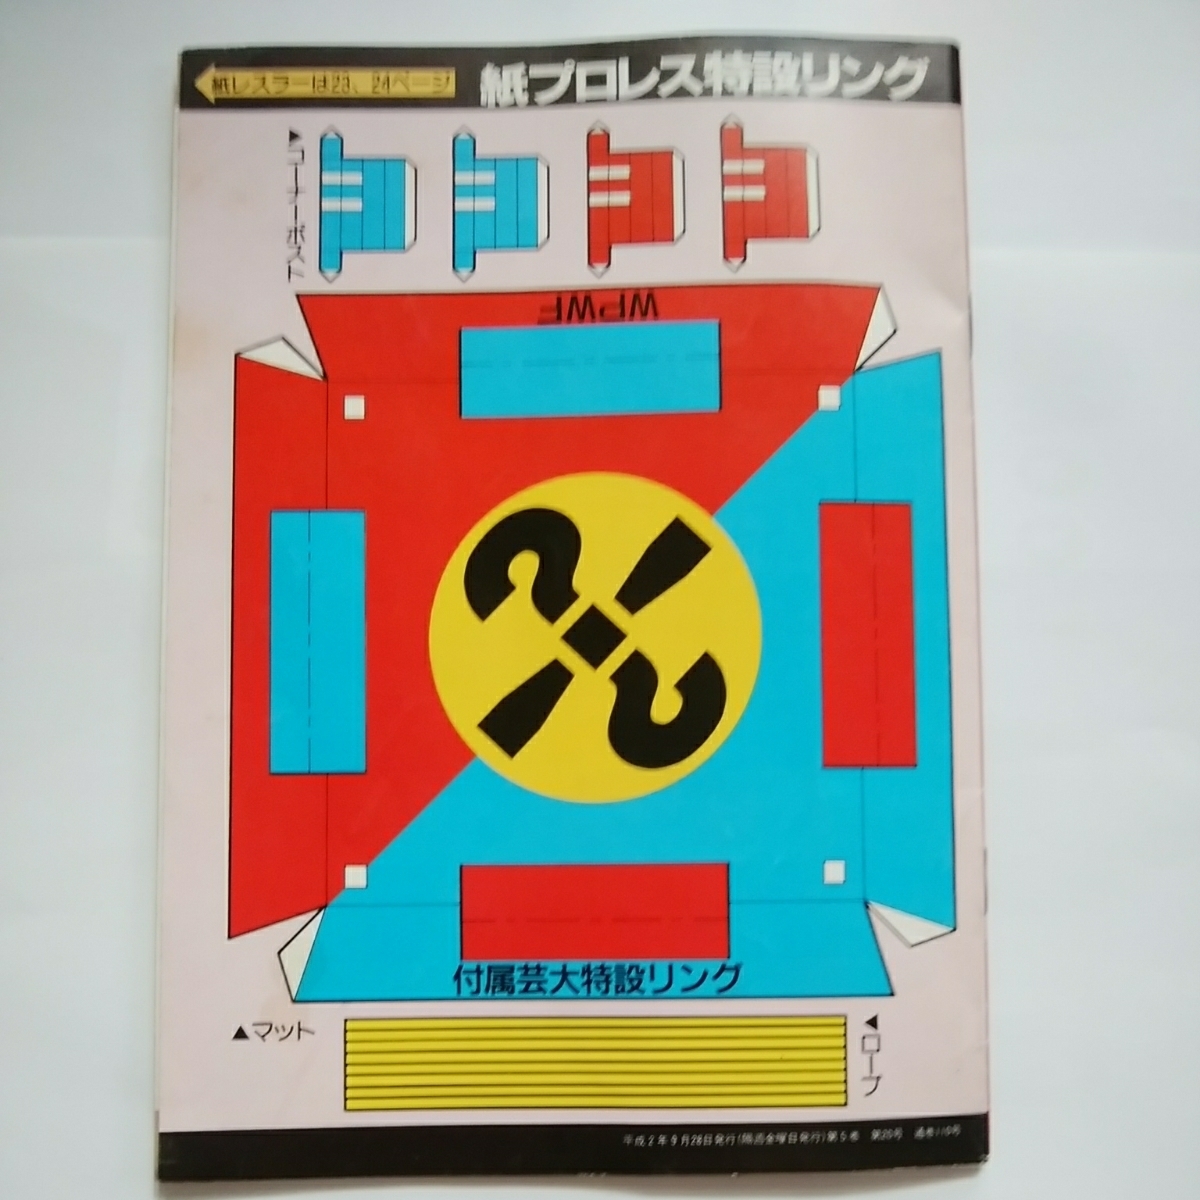 紙レスラーは23、24ページ
紙プロレス特設リング
▲コーナーポスト
WPWF
?!
?!
付属芸大特設リング
▲マット
▲ロープ
平成2年9月28日発行(隔週金曜日発行)第5巻 第20号 通巻110号